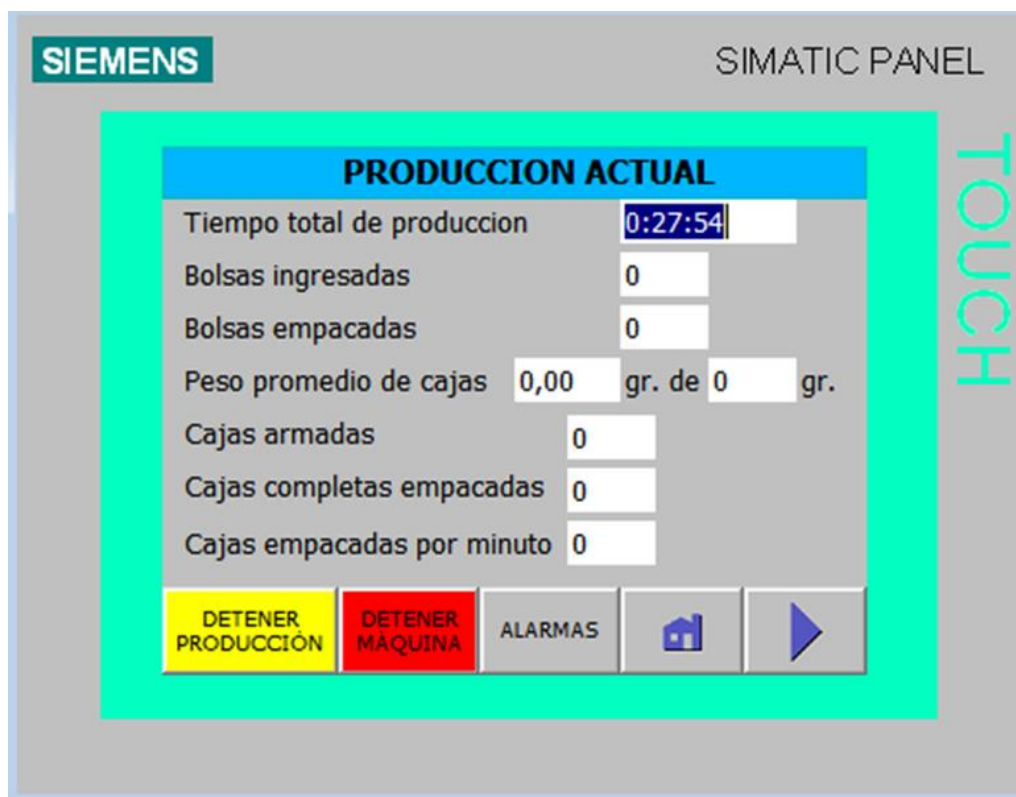 SIEMENS
SIMATIC PANEL
TOUCH
PRODUCCION ACTUAL
Tiempo total de produccion 0:27:54
Bolsas ingresadas 0
Bolsas empacadas 0
Peso promedio de cajas 0,00 gr. de 0 gr.
Cajas armadas 0
Cajas completas empacadas 0
Cajas empacadas por minuto 0
DETENER
PRODUCCIÓN
DETENER
MÁQUINA
ALARMAS